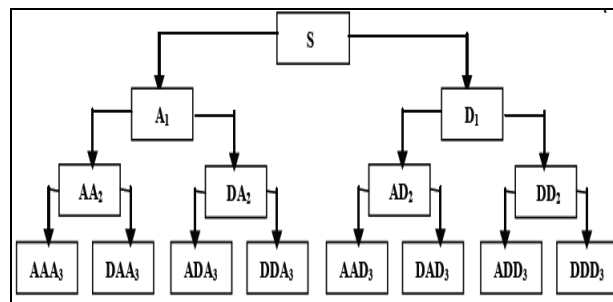 S
A₁ D₁
AA₂ DA₂ AD₂ DD₂
AAA₃ DAA₃ ADA₃ DDA₃ AAD₃ DAD₃ ADD₃ DDD₃